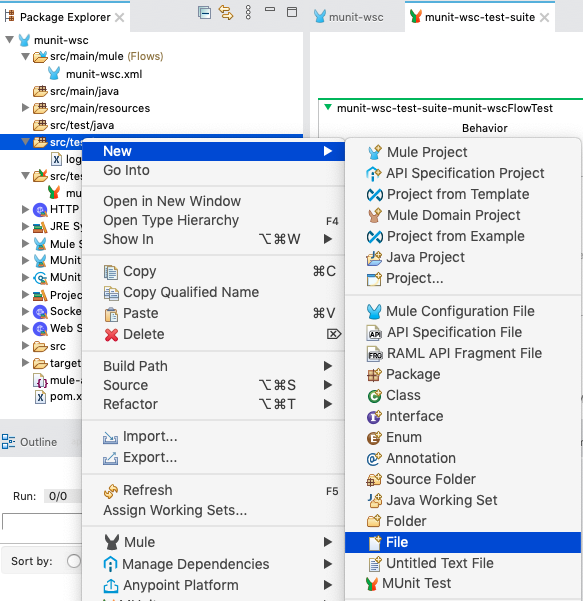 Package Explorer
munit-wsc
munit-wsc-test-suite
munit-wsc
src/main/mule (Flows)
munit-wsc.xml
src/main/java
src/main/resources
src/test/java
src/te
log
src/tes
mu
HTTP
JRE Sy
Mule S
MUnit
MUnit
Project
Socke
Web S
src
target
mule-a
pom.x
Outline
Run: 0/0
Sort by:
munit-wsc-test-suite-munit-wscFlowTest
Behavior
New
Go Into
Open in New Window
Open Type Hierarchy F4
Show In ⌥⌘W
Copy ⌘C
Copy Qualified Name
Paste ⌘V
Delete ⌦
Build Path
Source ⌥⌘S
Refactor ⌥⌘T
Import...
Export...
Refresh F5
Assign Working Sets...
Mule
Manage Dependencies
Anypoint Platform
Mule Project
API Specification Project
Project from Template
Mule Domain Project
Project from Example
Java Project
Project...
Mule Configuration File
API Specification File
RAML API Fragment File
Package
Class
Interface
Enum
Annotation
Source Folder
Java Working Set
Folder
File
Untitled Text File
MUnit Test